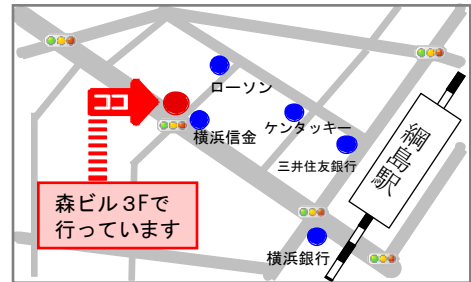 ココ
ローソン
横浜信金
ケンタッキー
三井住友銀行
綱島駅
森ビル3Fで
行っています
横浜銀行